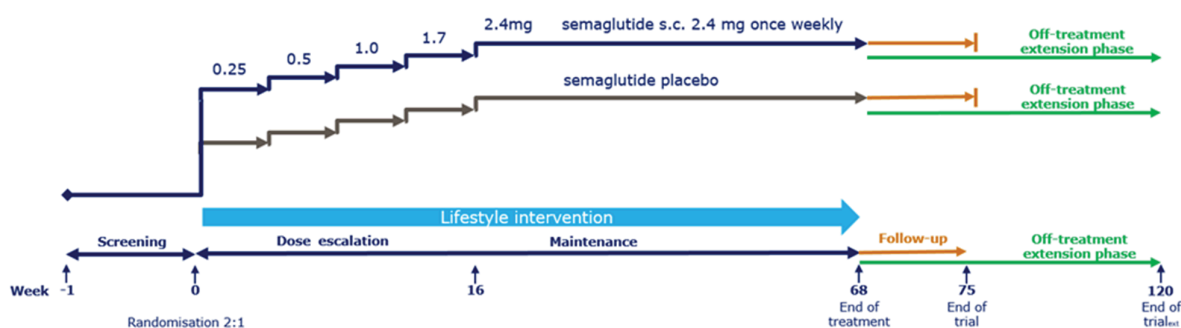 2.4mg semaglutide s.c. 2.4 mg once weekly
1.7
1.0
0.5
0.25
Off-treatment
extension phase
semaglutide placebo
Off-treatment
extension phase
Lifestyle intervention
Screening Dose escalation Maintenance Follow-up Off-treatment
extension phase
Week -1 0 16 68 75 120
End of
treatment
End of
trial
End of
trialext
Randomisation 2:1